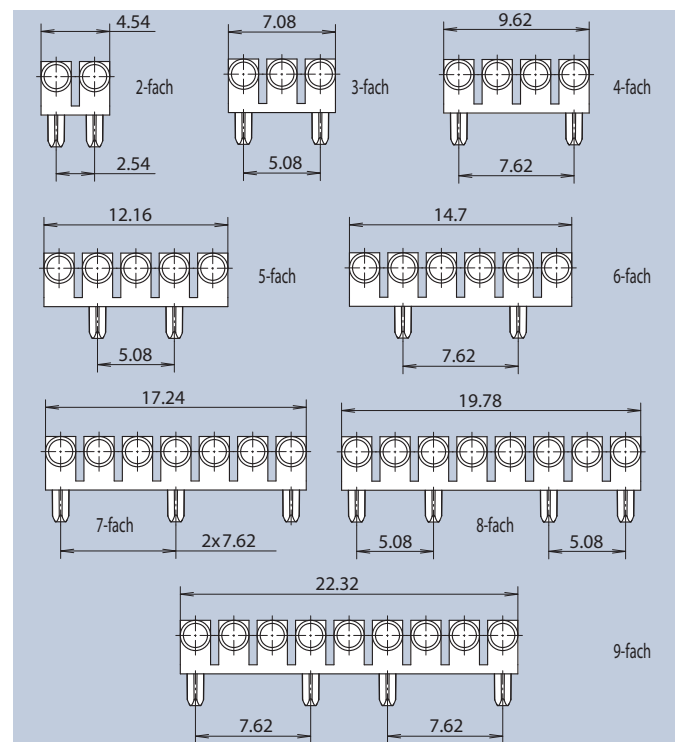 4.54
7.08
9.62
2-fach
3-fach
4-fach
2.54
5.08
7.62
12.16
14.7
5-fach
6-fach
5.08
7.62
17.24
19.78
7-fach
2x7.62
5.08
8-fach
5.08
22.32
9-fach
7.62
7.62